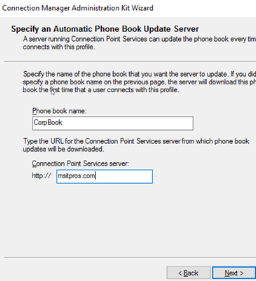 Connection Manager Administration Kit Wizard
Specify an Automatic Phone Book Update Server
A server running Connection Point Services can update the phone book every tim
connects with this profile.
Specify the name of the phone book that you want the server to update. If you did
specify a phone book name on the previous page, the server will download this ph
book the first time that a user connects with this profile.
Phone book name:
CorpBook
Type the URL for the Connection Point Services server from which phone book
updates will be downloaded.
Connection Point Services server:
http:// msitpros.com
< Back Next >